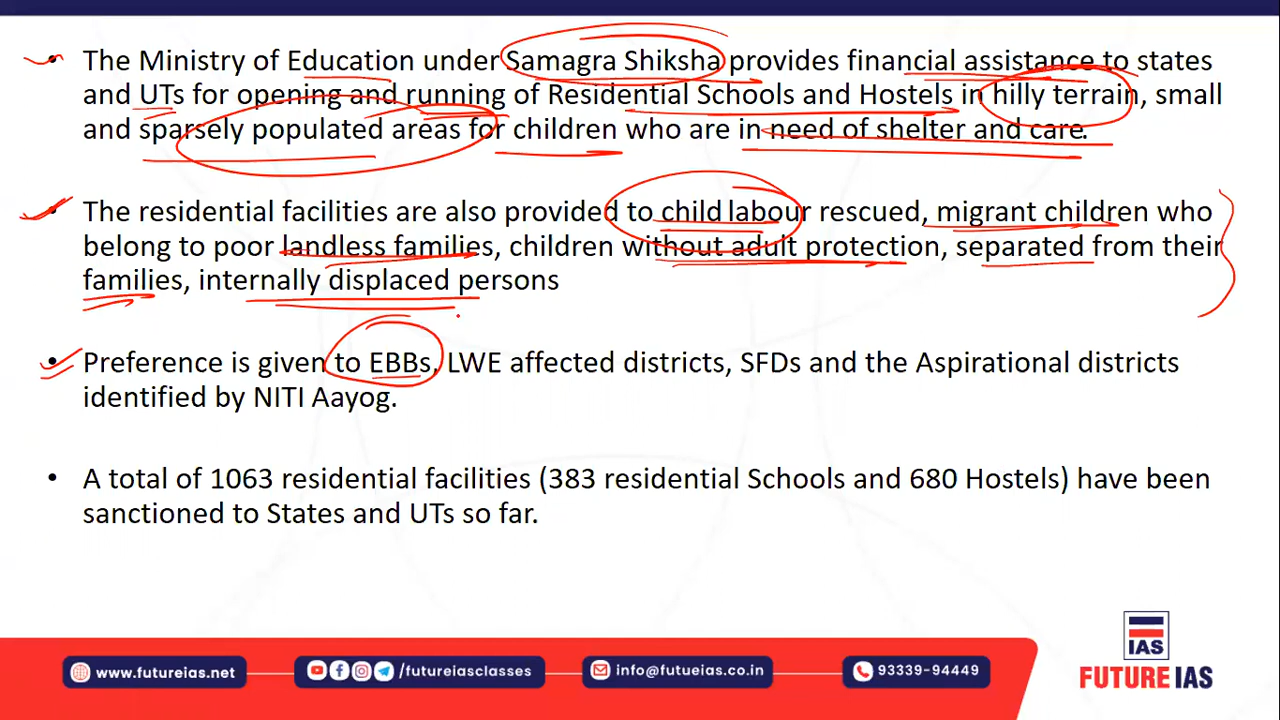 • The Ministry of Education under Samagra Shiksha provides financial assistance to states
and UTs for opening and running of Residential Schools and Hostels in hilly terrain, small
and sparsely populated areas for children who are in need of shelter and care.
• The residential facilities are also provided to child labour rescued, migrant children who
belong to poor landless families, children without adult protection, separated from their
families, internally displaced persons
• Preference is given to EBBs, LWE affected districts, SFDs and the Aspirational districts
identified by NITI Aayog.
• A total of 1063 residential facilities (383 residential Schools and 680 Hostels) have been
sanctioned to States and UTs so far.
IAS
www.futureias.net
/futureiasclasses
info@futueias.co.in
93339-94449
FUTURE IAS